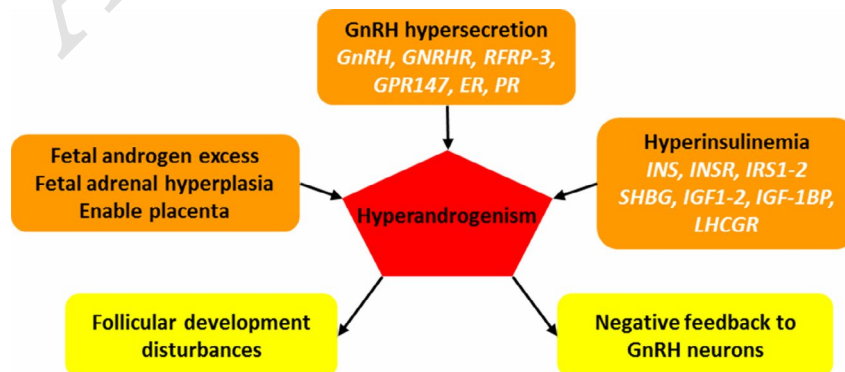 GnRH hypersecretion
GnRH, GNRHR, RFRP-3,
GPR147, ER, PR
Fetal androgen excess
Fetal adrenal hyperplasia
Enable placenta
Hyperandrogenism
Hyperinsulinemia
INS, INSR, IRS1-2
SHBG, IGF1-2, IGF-1BP,
LHCGR
Follicular development
disturbances
Negative feedback to
GnRH neurons